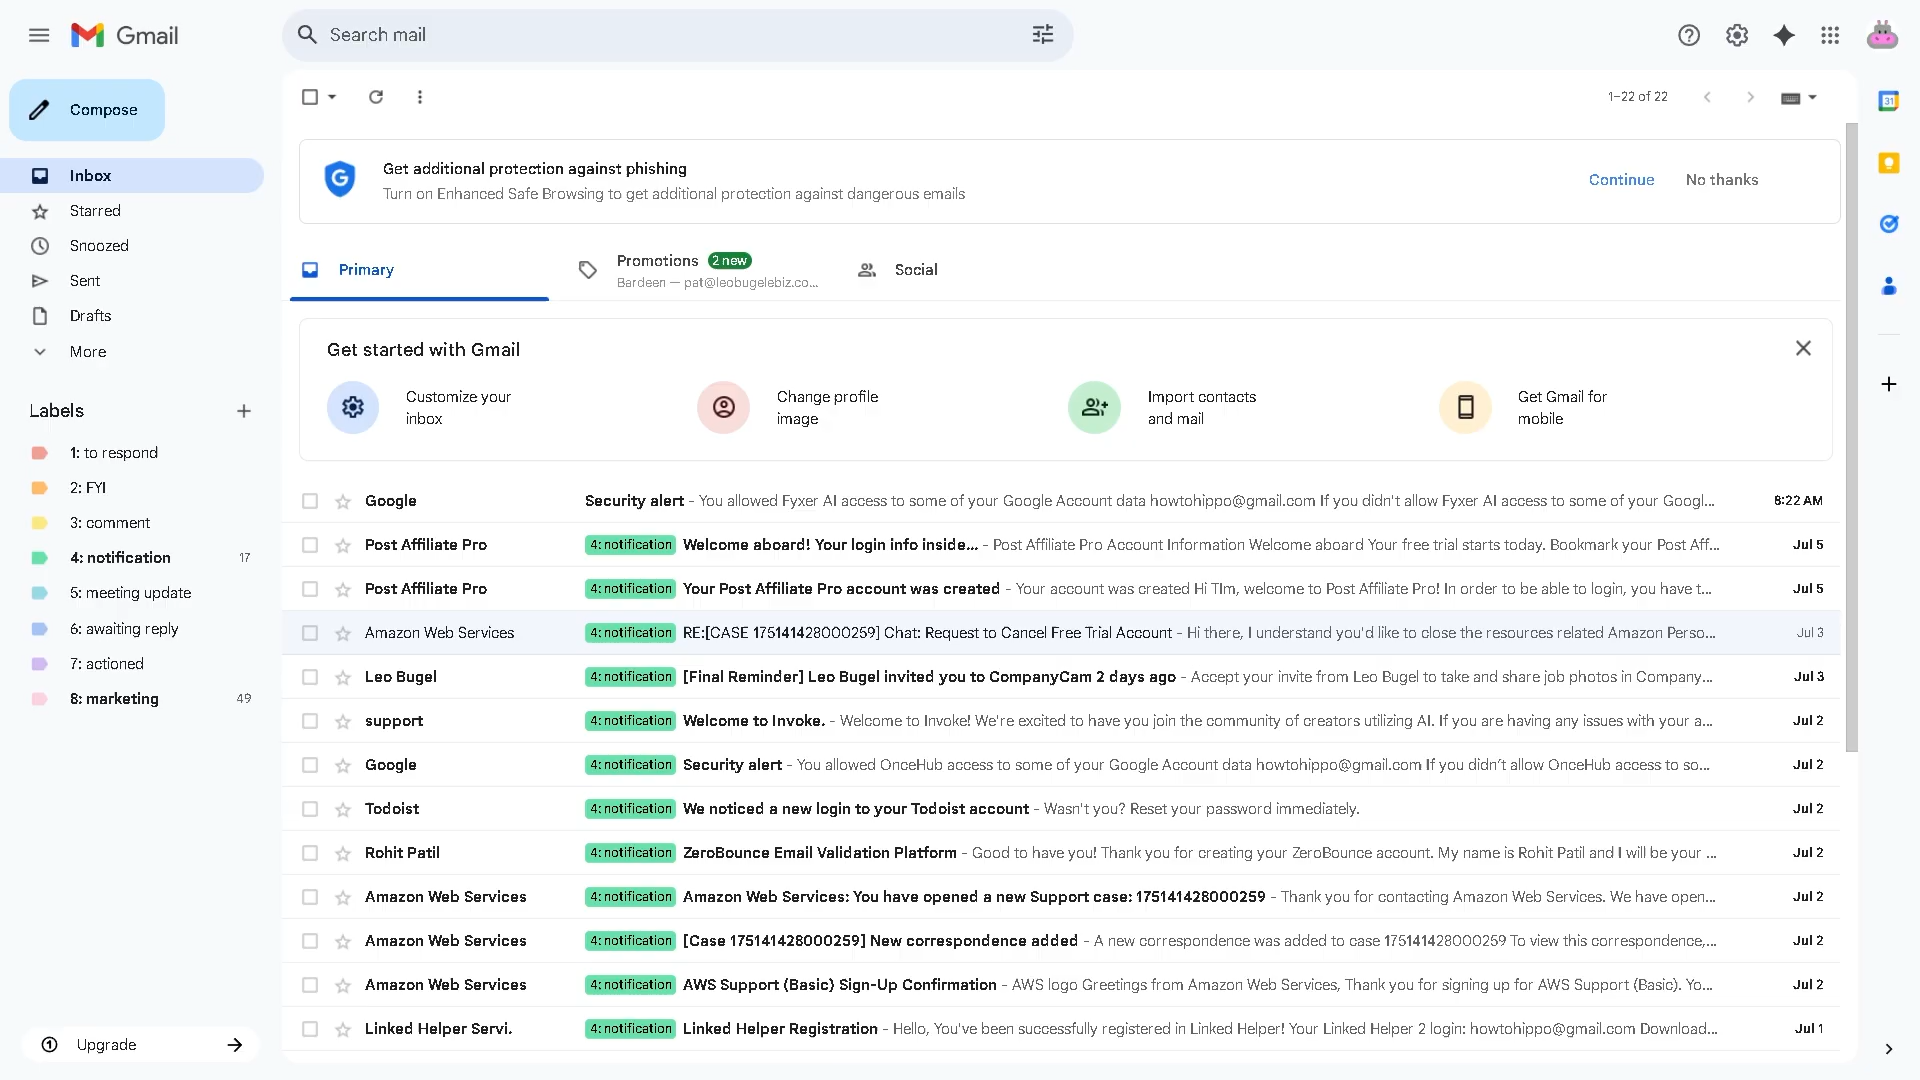 Gmail
Search mail
Compose
1–22 of 22
Get additional protection against phishing
Turn on Enhanced Safe Browsing to get additional protection against dangerous emails
Continue
No thanks
Inbox
Starred
Snoozed
Sent
Drafts
More
Labels
1: to respond
2: FYI
3: comment
4: notification 17
5: meeting update
6: awaiting reply
7: actioned
8: marketing 49
Upgrade
Primary
Promotions 2 new
Bardeen — pat@leobugelebiz.co...
Social
Get started with Gmail
Customize your
inbox
Change profile
image
Import contacts
and mail
Get Gmail for
mobile
Google Security alert - You allowed Fyxer AI access to some of your Google Account data howtohippo@gmail.com If you didn't allow Fyxer AI access to some of your Googl... 8:22 AM
Post Affiliate Pro 4: notification Welcome aboard! Your login info inside... - Post Affiliate Pro Account Information Welcome aboard Your free trial starts today. Bookmark your Post Aff... Jul 5
Post Affiliate Pro 4: notification Your Post Affiliate Pro account was created - Your account was created Hi TIm, welcome to Post Affiliate Pro! In order to be able to login, you have t... Jul 5
Amazon Web Services 4: notification RE:[CASE 175141428000259] Chat: Request to Cancel Free Trial Account - Hi there, I understand you'd like to close the resources related Amazon Perso... Jul 3
Leo Bugel 4: notification [Final Reminder] Leo Bugel invited you to CompanyCam 2 days ago - Accept your invite from Leo Bugel to take and share job photos in Company... Jul 3
support 4: notification Welcome to Invoke. - Welcome to Invoke! We're excited to have you join the community of creators utilizing AI. If you are having any issues with your a... Jul 2
Google 4: notification Security alert - You allowed OnceHub access to some of your Google Account data howtohippo@gmail.com If you didn't allow OnceHub access to so... Jul 2
Todoist 4: notification We noticed a new login to your Todoist account - Wasn't you? Reset your password immediately. Jul 2
Rohit Patil 4: notification ZeroBounce Email Validation Platform - Good to have you! Thank you for creating your ZeroBounce account. My name is Rohit Patil and I will be your ... Jul 2
Amazon Web Services 4: notification Amazon Web Services: You have opened a new Support case: 175141428000259 - Thank you for contacting Amazon Web Services. We have open... Jul 2
Amazon Web Services 4: notification [Case 175141428000259] New correspondence added - A new correspondence was added to case 175141428000259 To view this correspondence,... Jul 2
Amazon Web Services 4: notification AWS Support (Basic) Sign-Up Confirmation - AWS logo Greetings from Amazon Web Services, Thank you for signing up for AWS Support (Basic). Yo... Jul 2
Linked Helper Servi. 4: notification Linked Helper Registration - Hello, You've been successfully registered in Linked Helper! Your Linked Helper 2 login: howtohippo@gmail.com Download... Jul 1